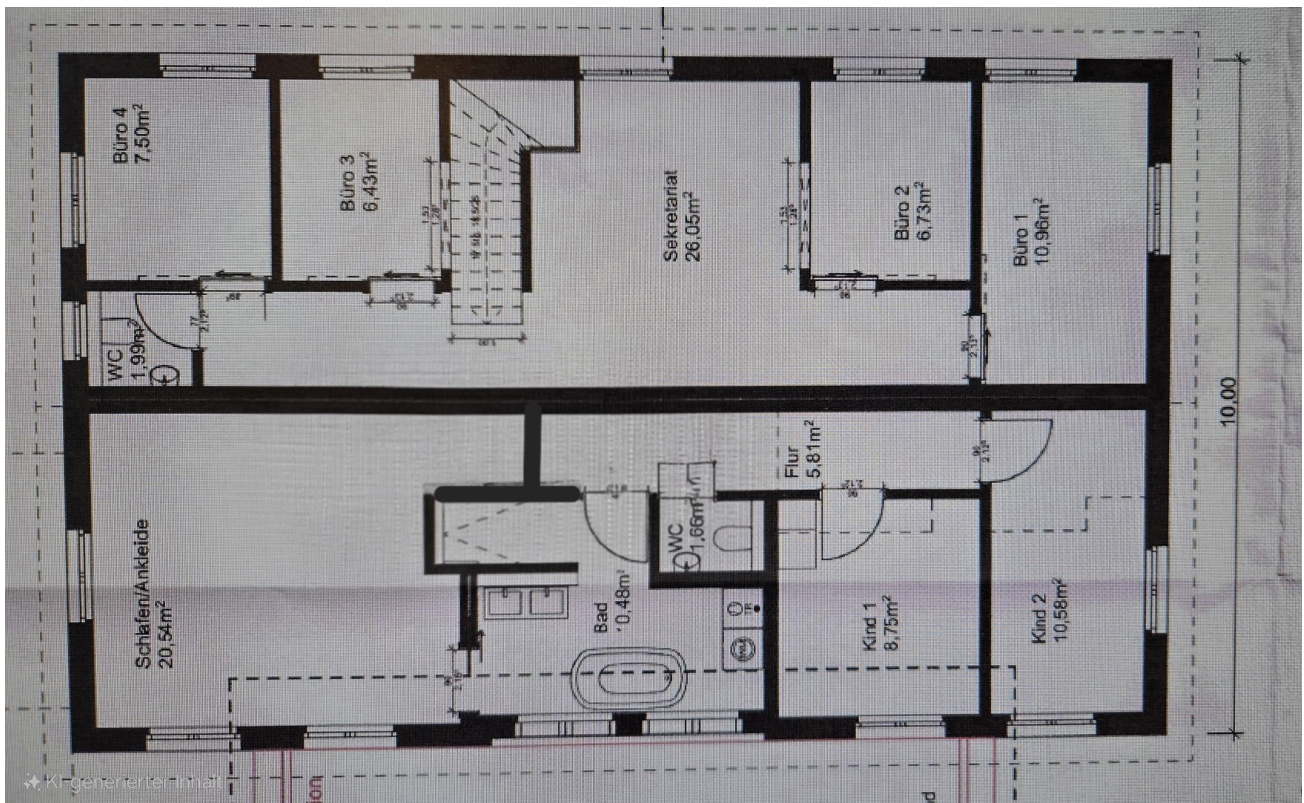 Büro 4
7,50m²
Büro 3
6,43m²
Sekretariat
26,05m²
Büro 2
6,73m²
Büro 1
10,96m²
WC
1,99m²
10,00
Flur
5,81m²
WC
1,66m²
Schlafen/Ankleide
20,54m²
Bad
0,48m²
Kind 1
8,75m²
Kind 2
10,58m²
KI-generierter Inhalt